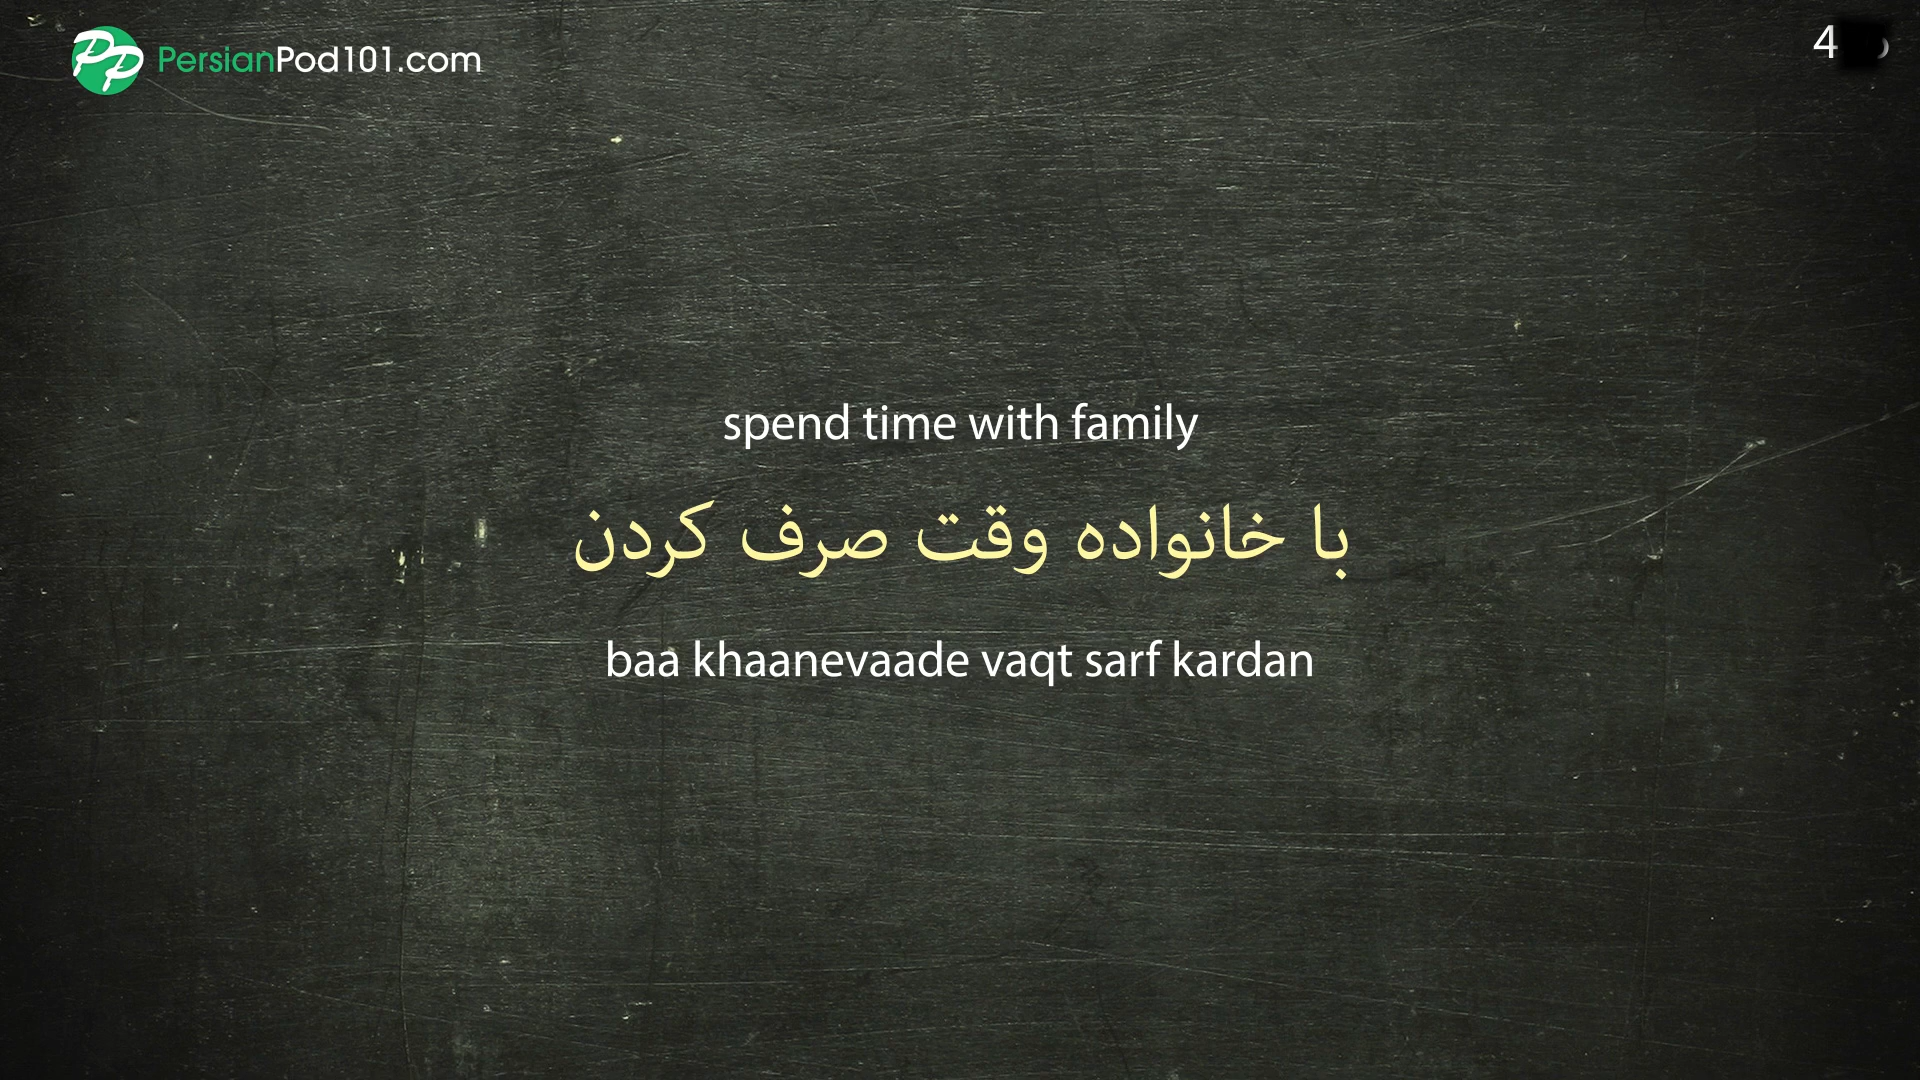 PersianPod101.com
4
spend time with family
با خانواده وقت صرف کردن
baa khaanevaade vaqt sarf kardan